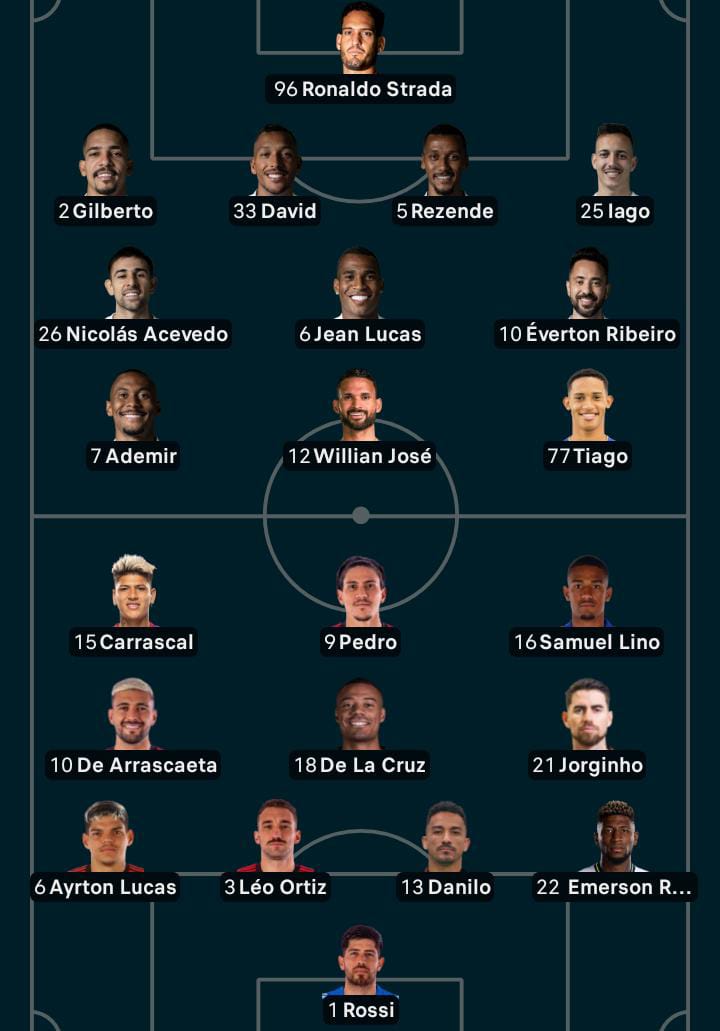 96 Ronaldo Strada
2 Gilberto
33 David
5 Rezende
25 Iago
26 Nicolás Acevedo
6 Jean Lucas
10 Éverton Ribeiro
7 Ademir
12 Willian José
77 Tiago
15 Carrascal
9 Pedro
16 Samuel Lino
10 De Arrascaeta
18 De La Cruz
21 Jorginho
6 Ayrton Lucas
3 Léo Ortiz
13 Danilo
22 Emerson R...
1 Rossi